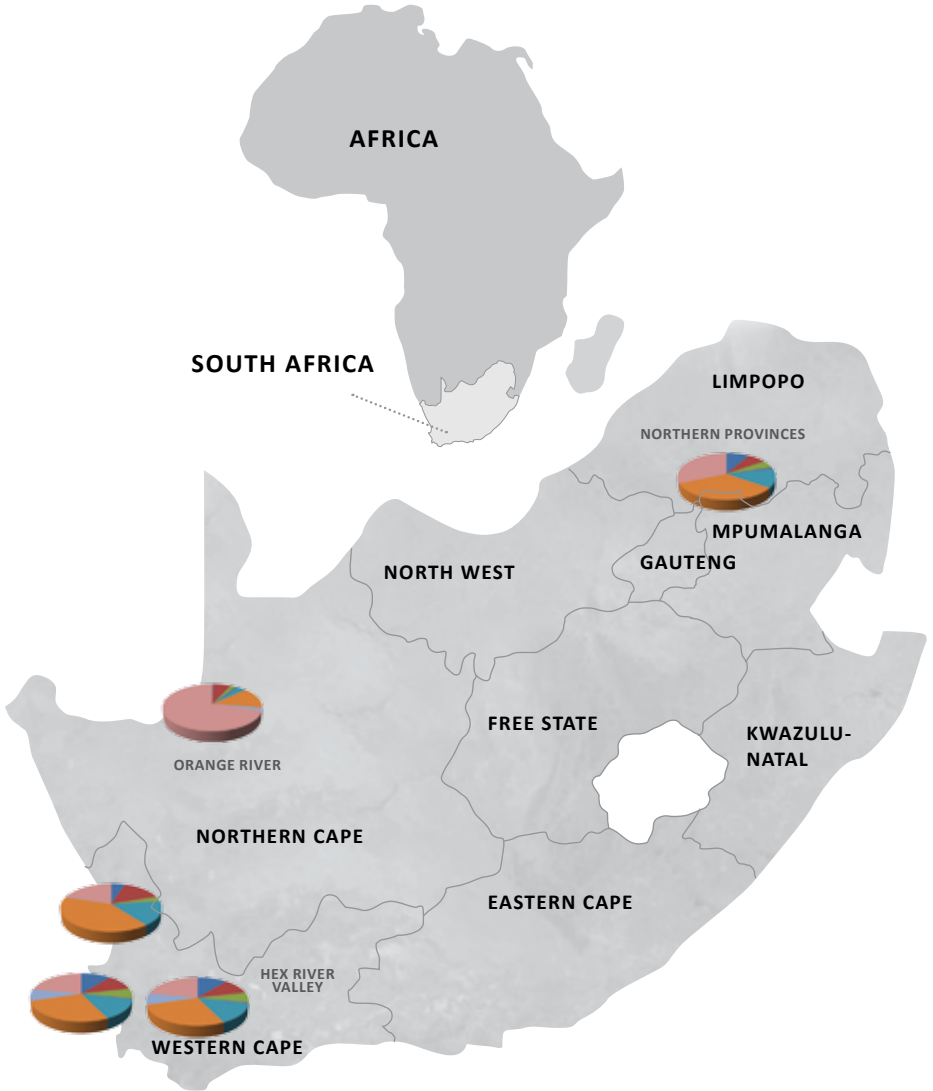 AFRICA
SOUTH AFRICA
LIMPOPO
NORTHERN PROVINCES
MPUMALANGA
GAUTENG
NORTH WEST
FREE STATE
KWAZULU-
NATAL
ORANGE RIVER
NORTHERN CAPE
EASTERN CAPE
HEX RIVER
VALLEY
WESTERN CAPE